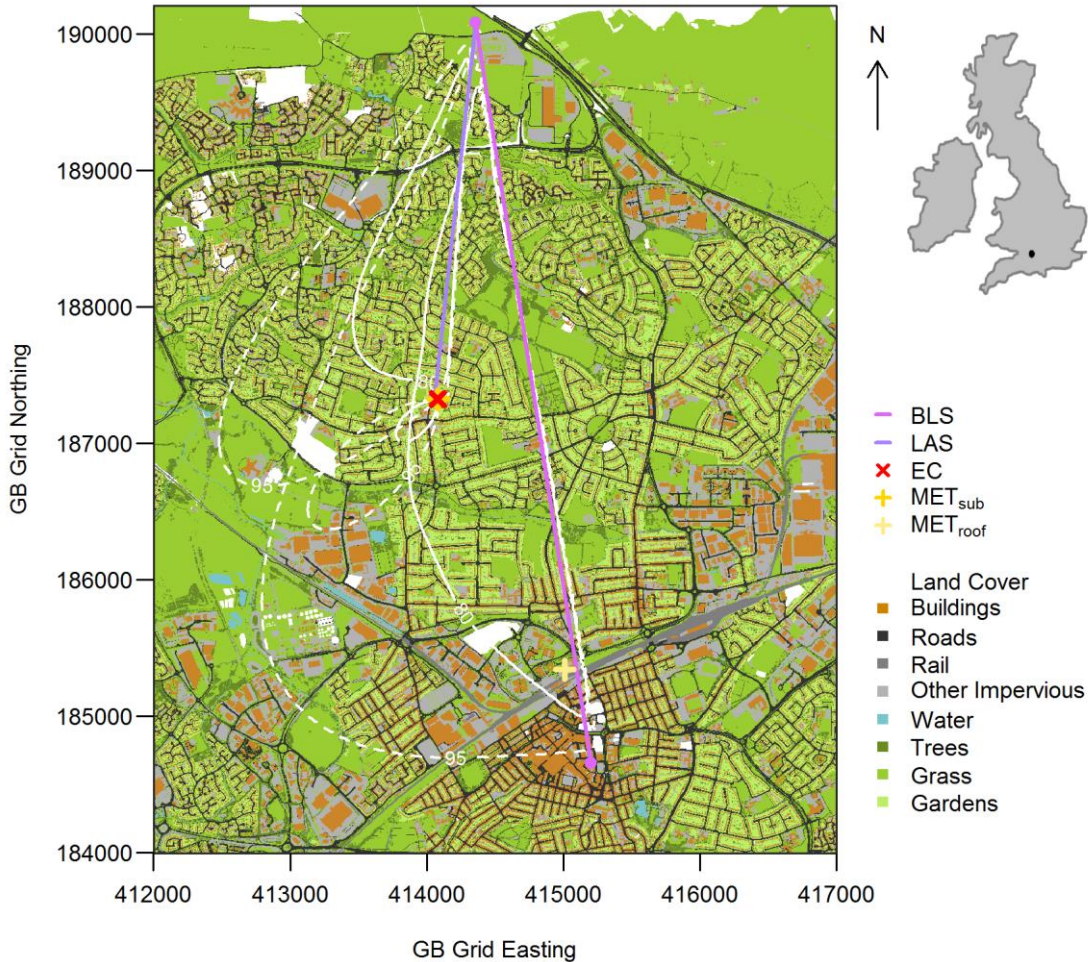 190000
189000
188000
187000
186000
185000
184000
GB Grid Northing
412000
413000
414000
415000
416000
417000
GB Grid Easting
80
95
80
95
N
BLS
LAS
EC
METsub
METroof
Land Cover
Buildings
Roads
Rail
Other Impervious
Water
Trees
Grass
Gardens